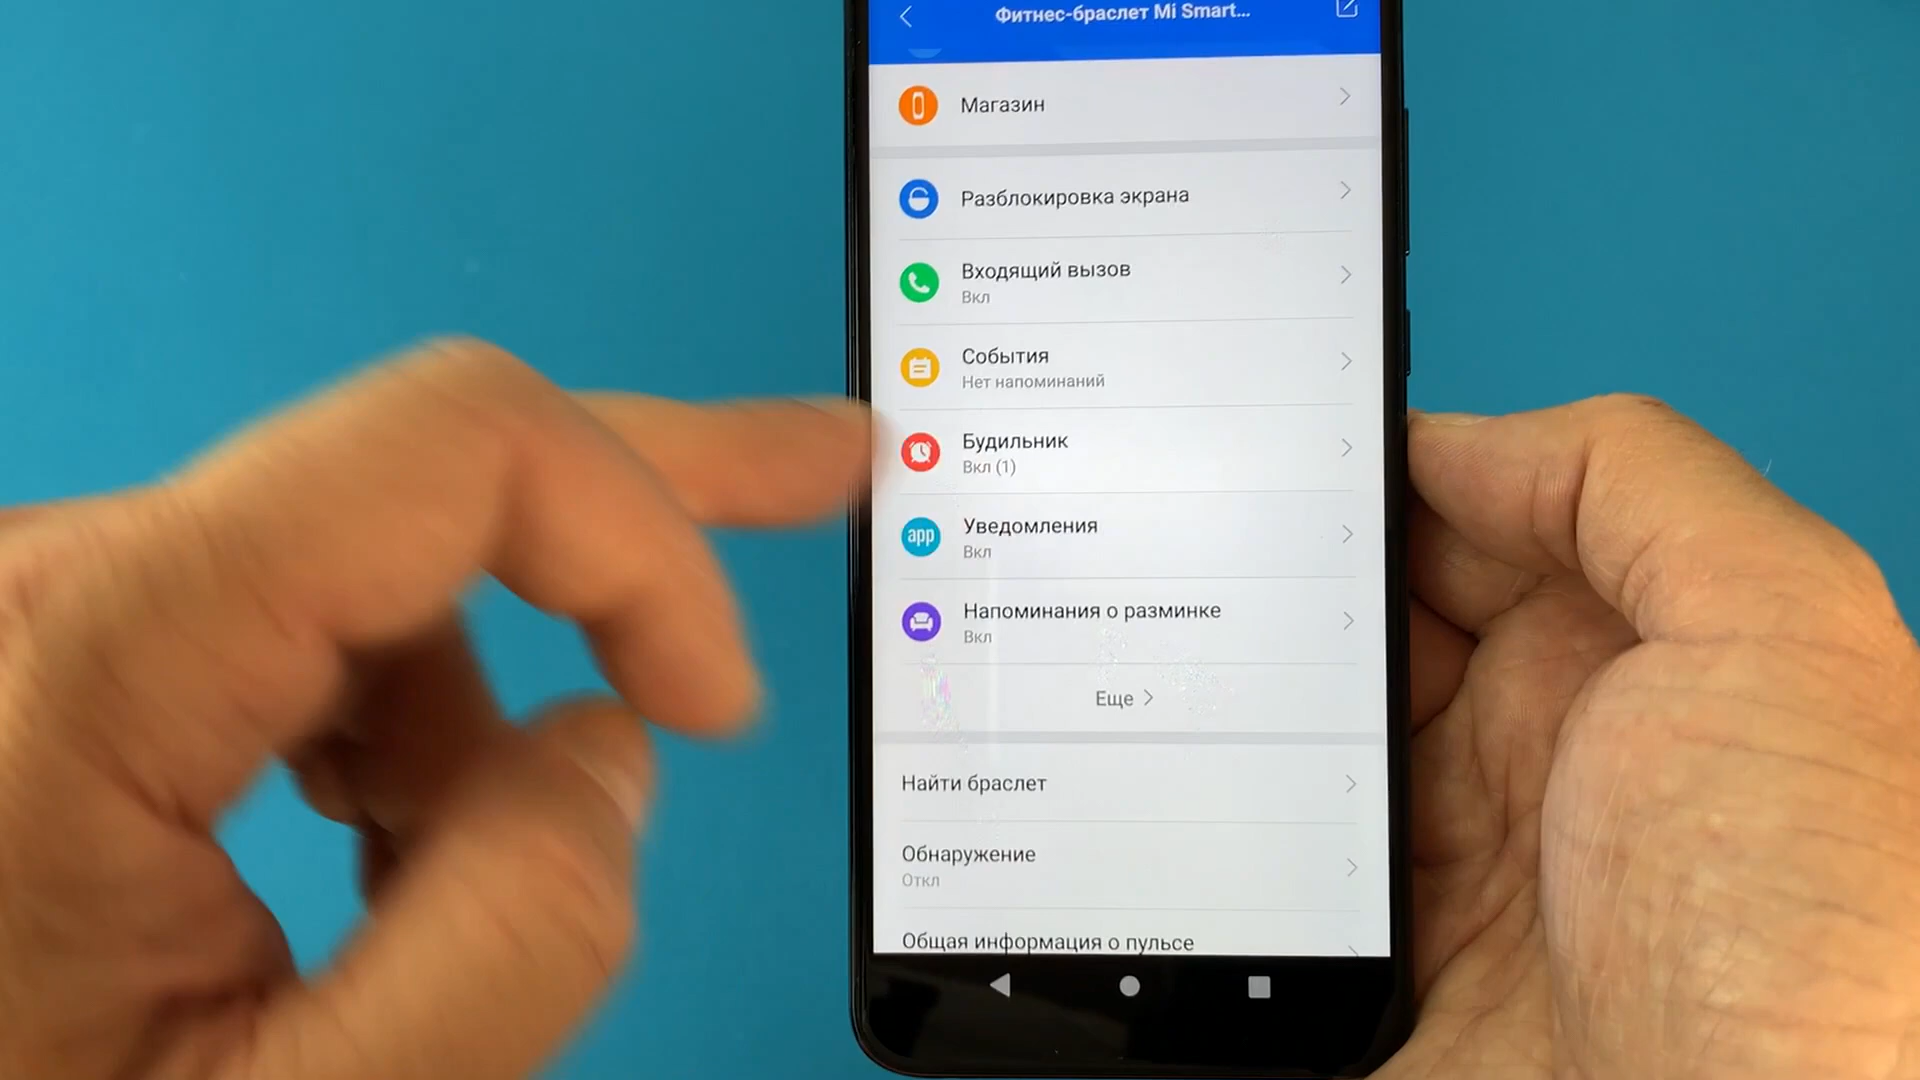 Фитнес-браслет Mi Smart...
Магазин
Разблокировка экрана
Входящий вызов
Вкл
События
Нет напоминаний
Будильник
Вкл (1)
app
Уведомления
Вкл
Напоминания о разминке
Вкл
Еще
Найти браслет
Обнаружение
Откл
Общая информация о пульсе